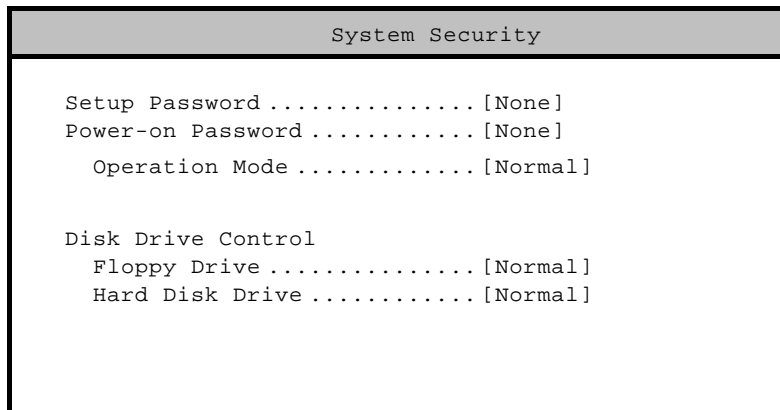 System Security
Setup Password ............... [None]
Power-on Password ............ [None]
Operation Mode ............. [Normal]
Disk Drive Control
Floppy Drive ............... [Normal]
Hard Disk Drive ............ [Normal]